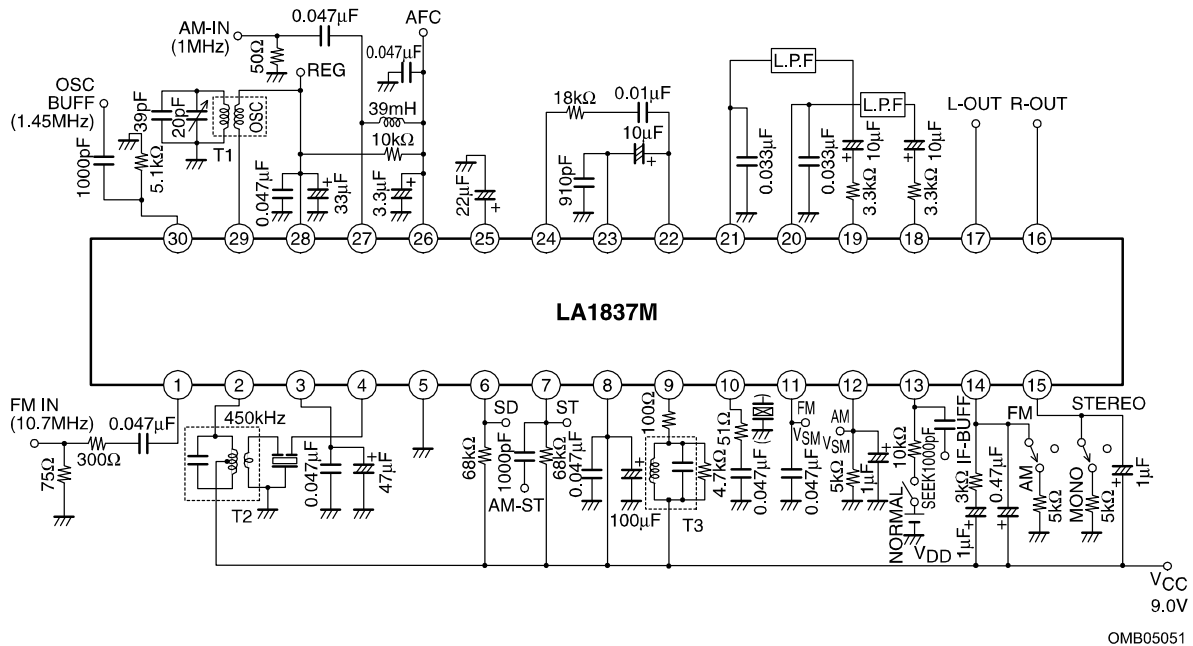 AM-IN
(1MHz)
0.047µF
AFC
50Ω
REG
0.047µF
OSC
BUFF
(1.45MHz)
39pF
20pF
OSC
T1
39mH
10kΩ
1000pF
5.1kΩ
0.047µF
33µF
3.3µF
22µF
18kΩ
0.01µF
10µF
910pF
L.P.F
L.P.F
0.033µF
0.033µF
10µF
10µF
3.3kΩ
3.3kΩ
L-OUT
R-OUT
30
29
28
27
26
25
24
23
22
21
20
19
18
17
16
LA1837M
1
2
3
4
5
6
7
8
9
10
11
12
13
14
15
FM IN
(10.7MHz)
0.047µF
300Ω
75Ω
450kHz
T2
0.047µF
47µF
SD
68kΩ
1000pF
AM-ST
ST
68kΩ
0.047µF
100µF
100Ω
4.7kΩ
T3
51Ω
0.047µF
FM
VSM
0.047µF
AM
VSM
5kΩ
1µF
10kΩ
SEEK
1000pF
IF-BUFF
NORMAL
VDD
3kΩ
1µF
0.47µF
FM
AM
5kΩ
STEREO
MONO
5kΩ
1µF
VCC
9.0V
OMB05051